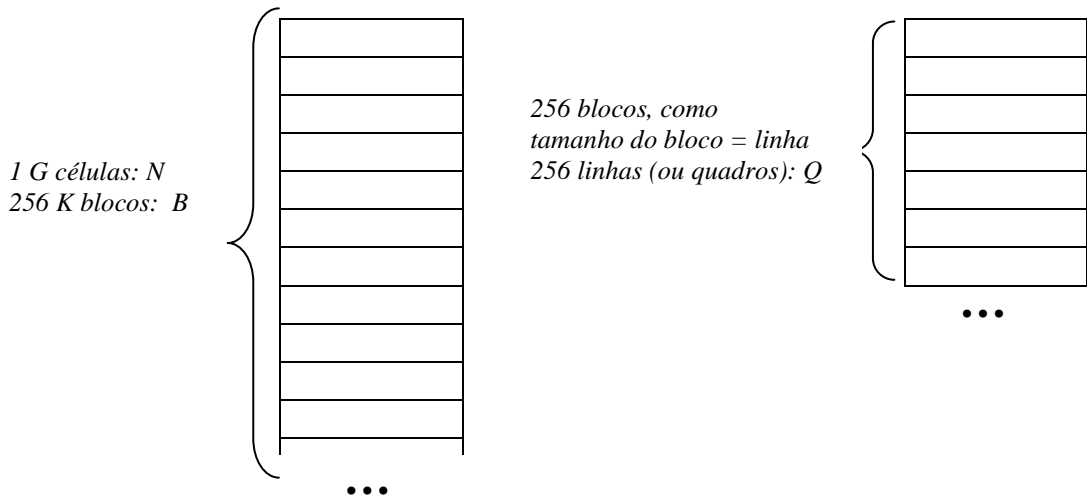 1 G células: N
256 K blocos: B
256 blocos, como
tamanho do bloco = linha
256 linhas (ou quadros): Q
...
...